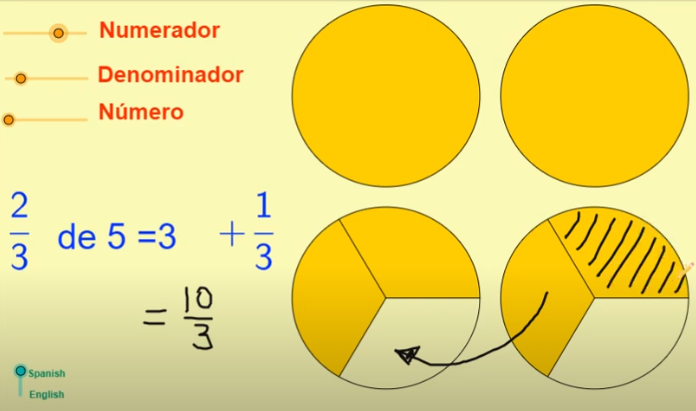 Numerador
Denominador
Número
2/3 de 5 =3 + 1/3
= 10/3
Spanish
English